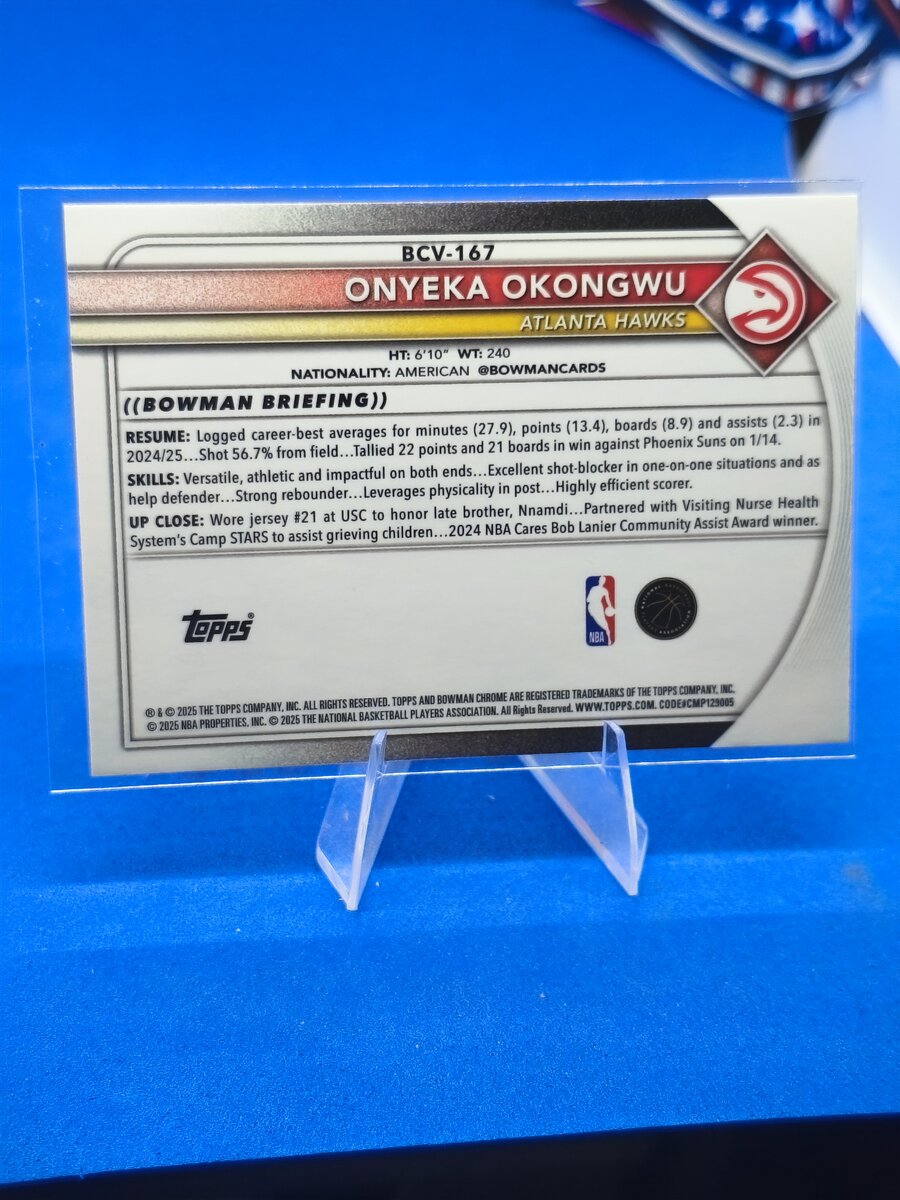 BCV-167
ONYEKA OKONGWU
ATLANTA HAWKS
HT: 6'10" WT: 240
NATIONALITY: AMERICAN @BOWMANCARDS
((BOWMAN BRIEFING))
RESUME: Logged career-best averages for minutes (27.9), points (13.4), boards (8.9) and assists (2.3) in
2024/25...Shot 56.7% from field...Tallied 22 points and 21 boards in win against Phoenix Suns on 1/14.
SKILLS: Versatile, athletic and impactful on both ends...Excellent shot-blocker in one-on-one situations and as
help defender...Strong rebounder...Leverages physicality in post...Highly efficient scorer.
UP CLOSE: Wore jersey #21 at USC to honor late brother, Nnamdi...Partnered with Visiting Nurse Health
System's Camp STARS to assist grieving children...2024 NBA Cares Bob Lanier Community Assist Award winner.
Topps®
NBA
® & © 2025 THE TOPPS COMPANY, INC. ALL RIGHTS RESERVED. TOPPS AND BOWMAN CHROME ARE REGISTERED TRADEMARKS OF THE TOPPS COMPANY, INC.
© 2025 NBA PROPERTIES, INC. © 2025 THE NATIONAL BASKETBALL PLAYERS ASSOCIATION. All Rights Reserved. WWW.TOPPS.COM. CODE#CMP129005